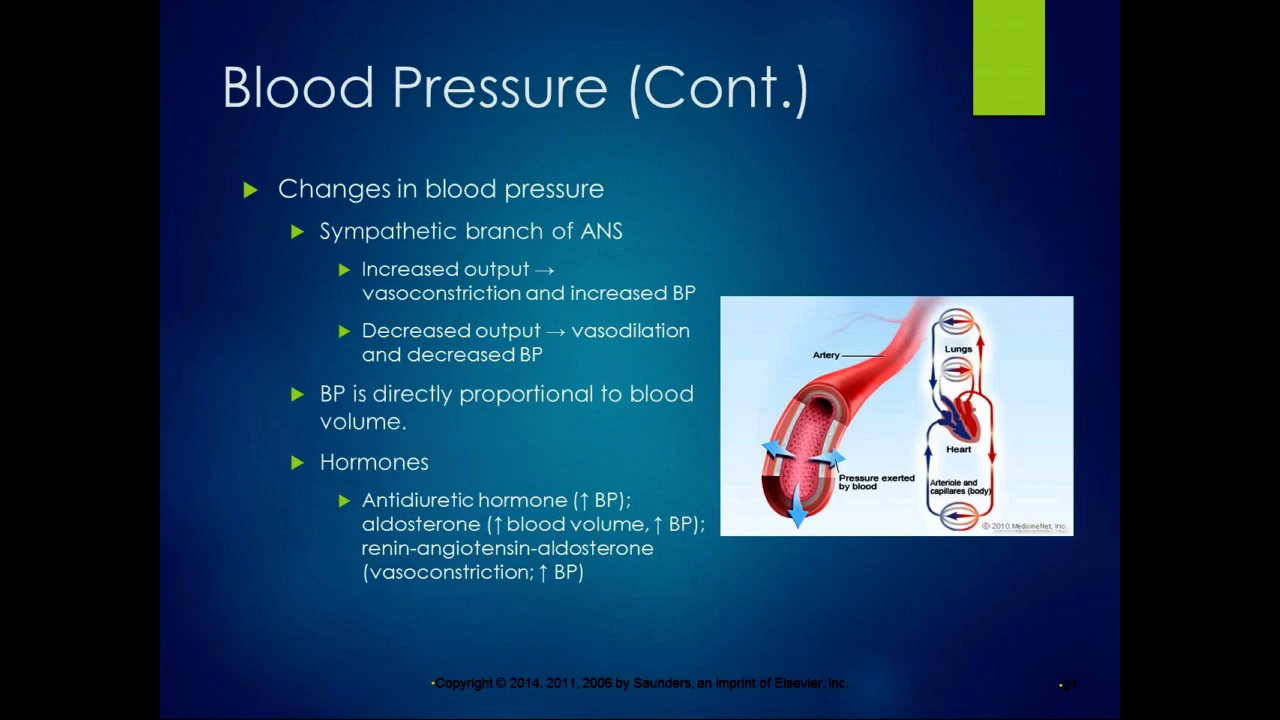 Blood Pressure (Cont.)
Changes in blood pressure
Sympathetic branch of ANS
Increased output →
vasoconstriction and increased BP
Decreased output → vasodilation
and decreased BP
BP is directly proportional to blood
volume.
Hormones
Antidiuretic hormone (↑ BP);
aldosterone (↑ blood volume, ↑ BP);
renin-angiotensin-aldosterone
(vasoconstriction; ↑ BP)
Artery
Pressure exerted
by blood
Lungs
Heart
Arteriole and
capillaries (body)
© 2010 MedicineNet, Inc.
•Copyright © 2014, 2011, 2006 by Saunders, an imprint of Elsevier, Inc.